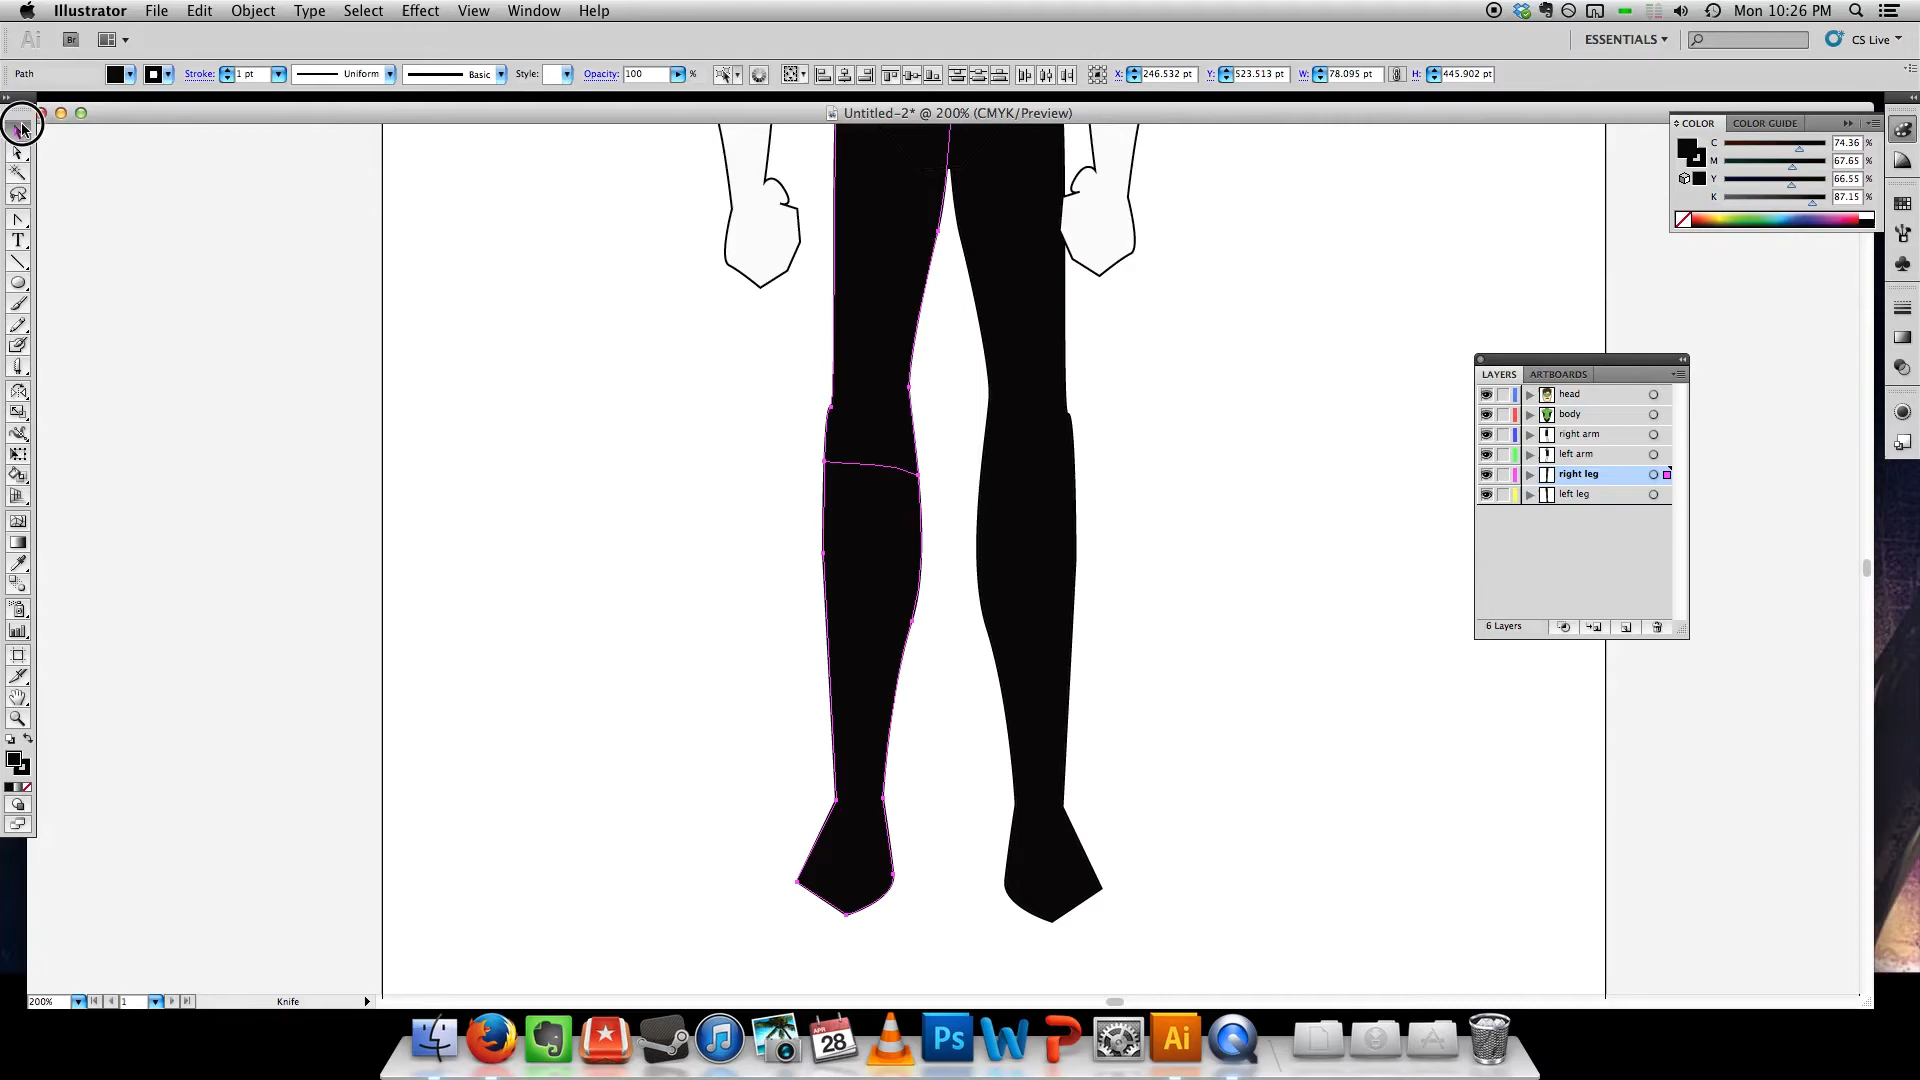 Illustrator File Edit Object Type Select Effect View Window Help Mon 10:26 PM
Ai Br ESSENTIALS CS Live
Path Stroke: 1 pt Uniform Basic Style: Opacity: 100 % X: 246.532 pt Y: 523.513 pt W: 78.095 pt H: 445.902 pt
Untitled-2* @ 200% (CMYK/Preview)
COLOR COLOR GUIDE
C 74.36 %
M 67.65 %
Y 66.55 %
K 87.15 %
T
LAYERS ARTBOARDS
head
body
right arm
left arm
right leg
left leg
6 Layers
200% 1 Knife
APR
28
Ps
W
P
Ai